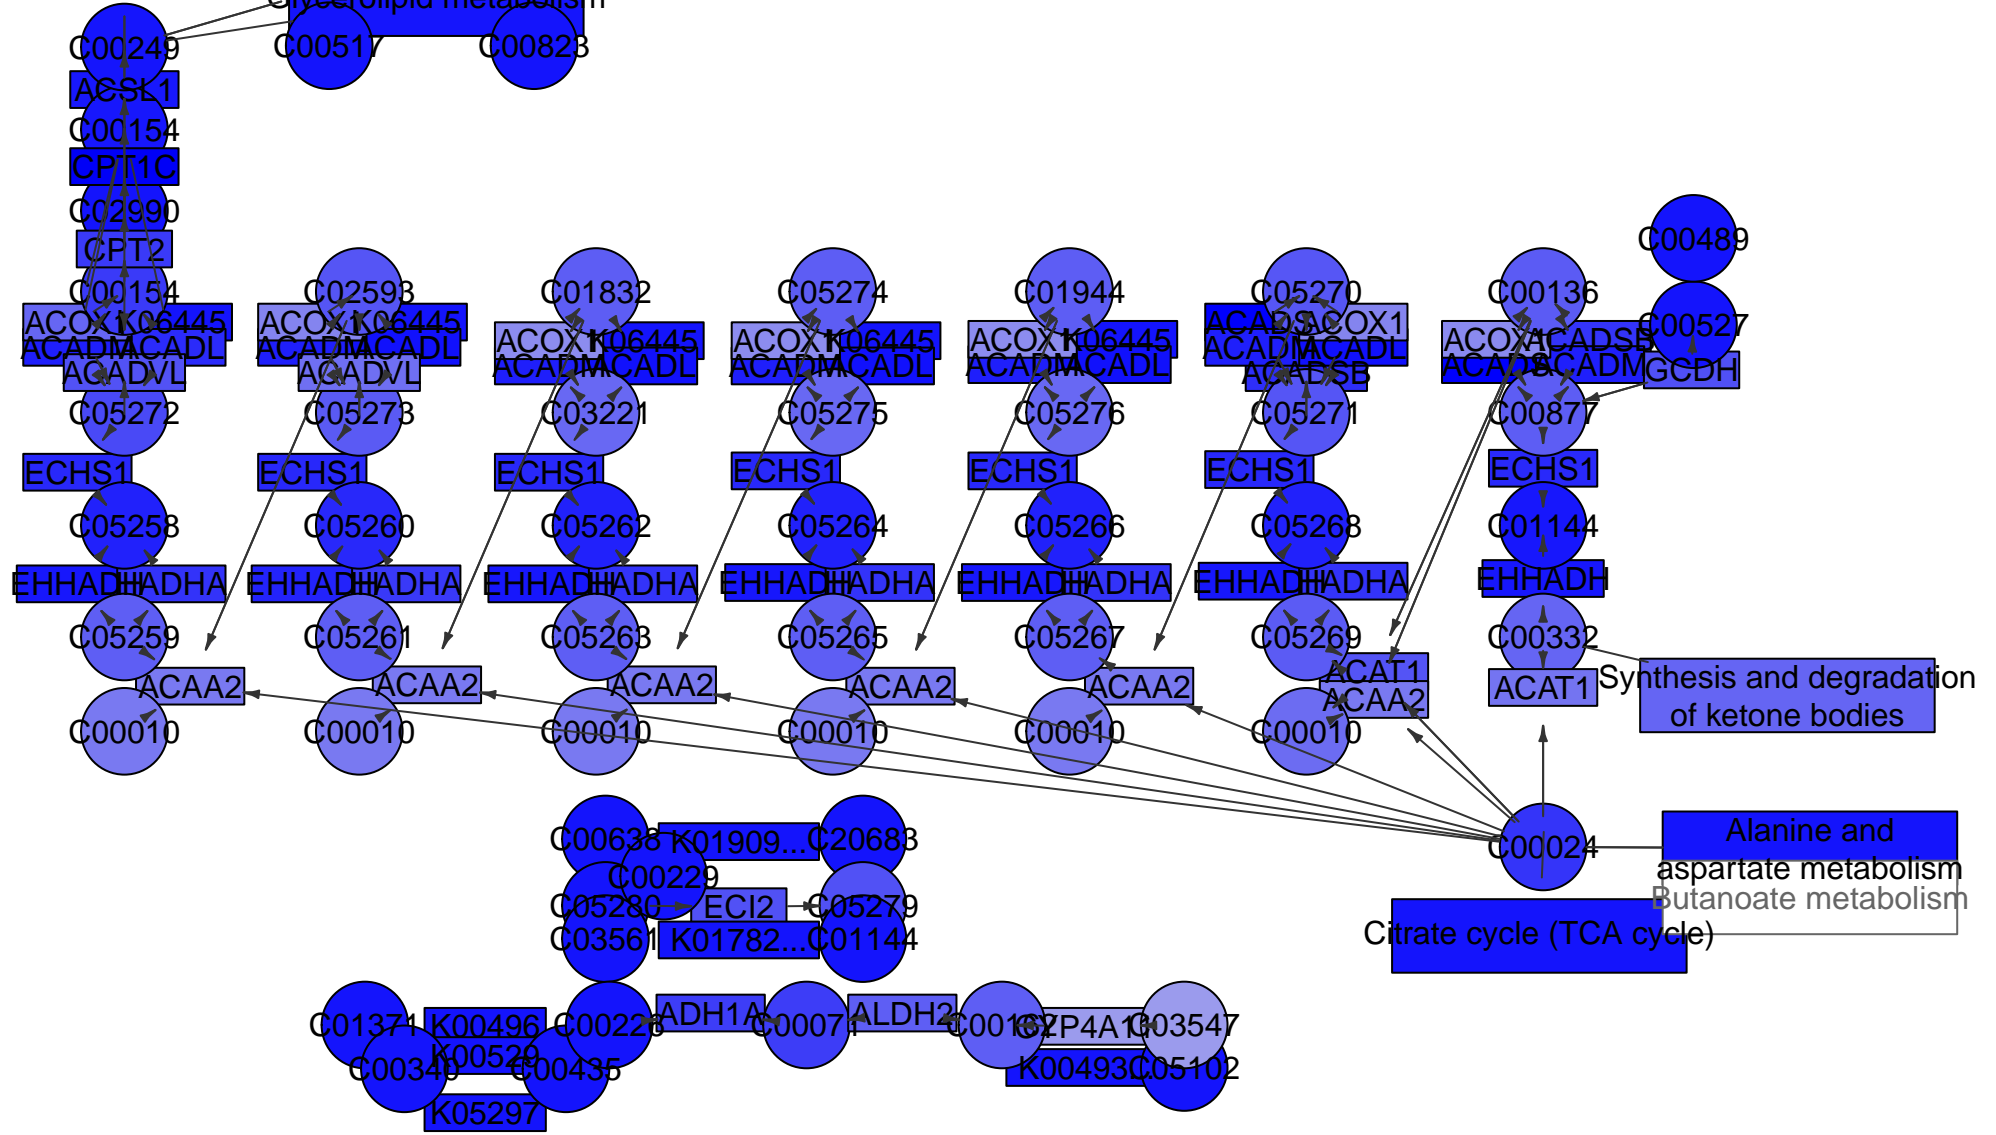 Glycerolipid metabolism
C00249 C00517 C00823
ACSL1
C00154
CPT1C
C02990 C00489
CPT2
C00154 C02593 C01832 C05274 C01944 C05270 C00136
ACOX1 K06445 ACOX1 K06445 ACADS ACOX1 C00527
ACOX1 K06445 ACOX1 K06445 ACOX1 K06445 ACOX1 ACADSB
ACADM ACADL ACADM ACADL ACADM ACADL
ACADM ACADL ACADM ACADL ACADM ACADL ACADS ACADM
ACADVL ACADVL ACADSB GCDH
C05272 C05273 C03221 C05275 C05276 C05271 C00877
ECHS1 ECHS1 ECHS1 ECHS1 ECHS1 ECHS1 ECHS1
C05258 C05260 C05262 C05264 C05266 C05268 C01144
EHHADH HADHA EHHADH HADHA EHHADH HADHA EHHADH HADHA EHHADH HADHA EHHADH HADHA EHHADH
C05259 C05261 C05263 C05265 C05267 C05269 C00332
ACAT1
ACAA2 ACAA2 ACAA2 ACAA2 ACAA2 ACAA2 ACAT1
Synthesis and degradation
of ketone bodies
C00010 C00010 C00010 C00010 C00010 C00010
C00638 K01909... C20683 C00024
Alanine and
aspartate metabolism
C00229
Butanoate metabolism
C05280 ECI2 C05279
C03561 K01782... C01144
Citrate cycle (TCA cycle)
C01371 K00496 C00226 ADH1A C00071 ALDH2 C00162 CYP4A11 C03547
K00529
C00340 C00435 K00493... C05102
K05297